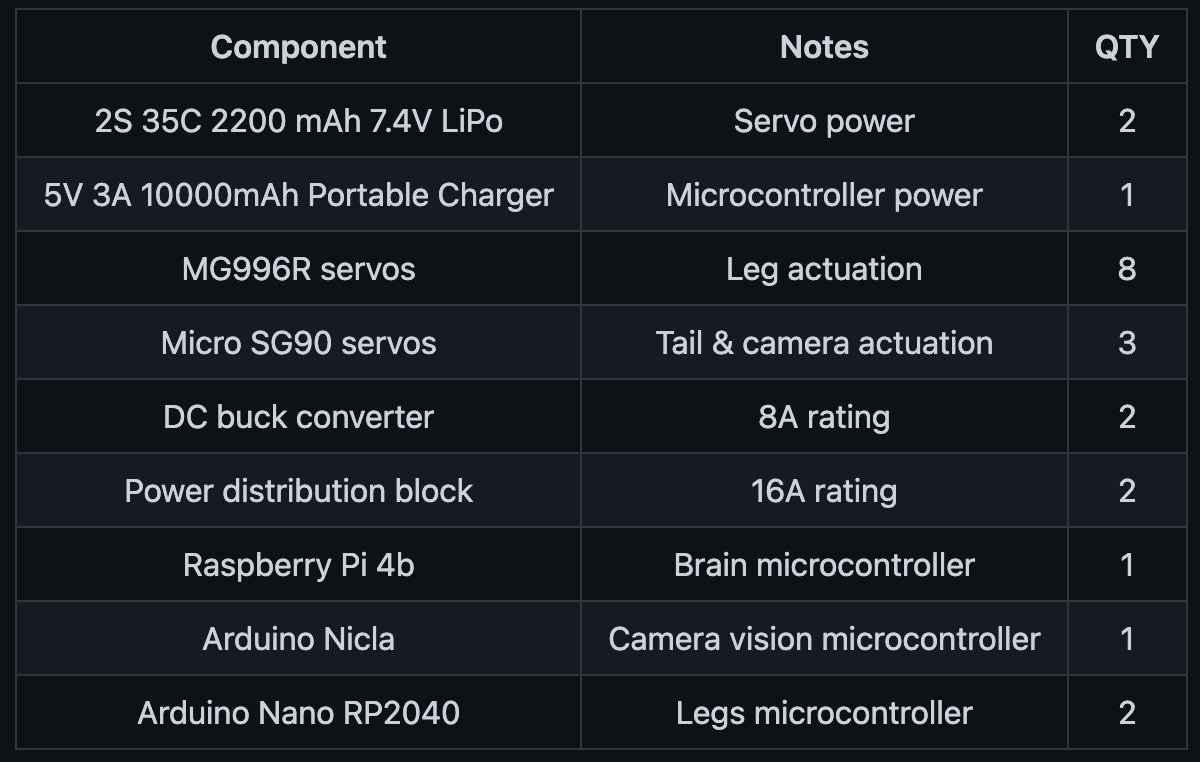 Component Notes QTY
2S 35C 2200 mAh 7.4V LiPo Servo power 2
5V 3A 10000mAh Portable Charger Microcontroller power 1
MG996R servos Leg actuation 8
Micro SG90 servos Tail & camera actuation 3
DC buck converter 8A rating 2
Power distribution block 16A rating 2
Raspberry Pi 4b Brain microcontroller 1
Arduino Nicla Camera vision microcontroller 1
Arduino Nano RP2040 Legs microcontroller 2